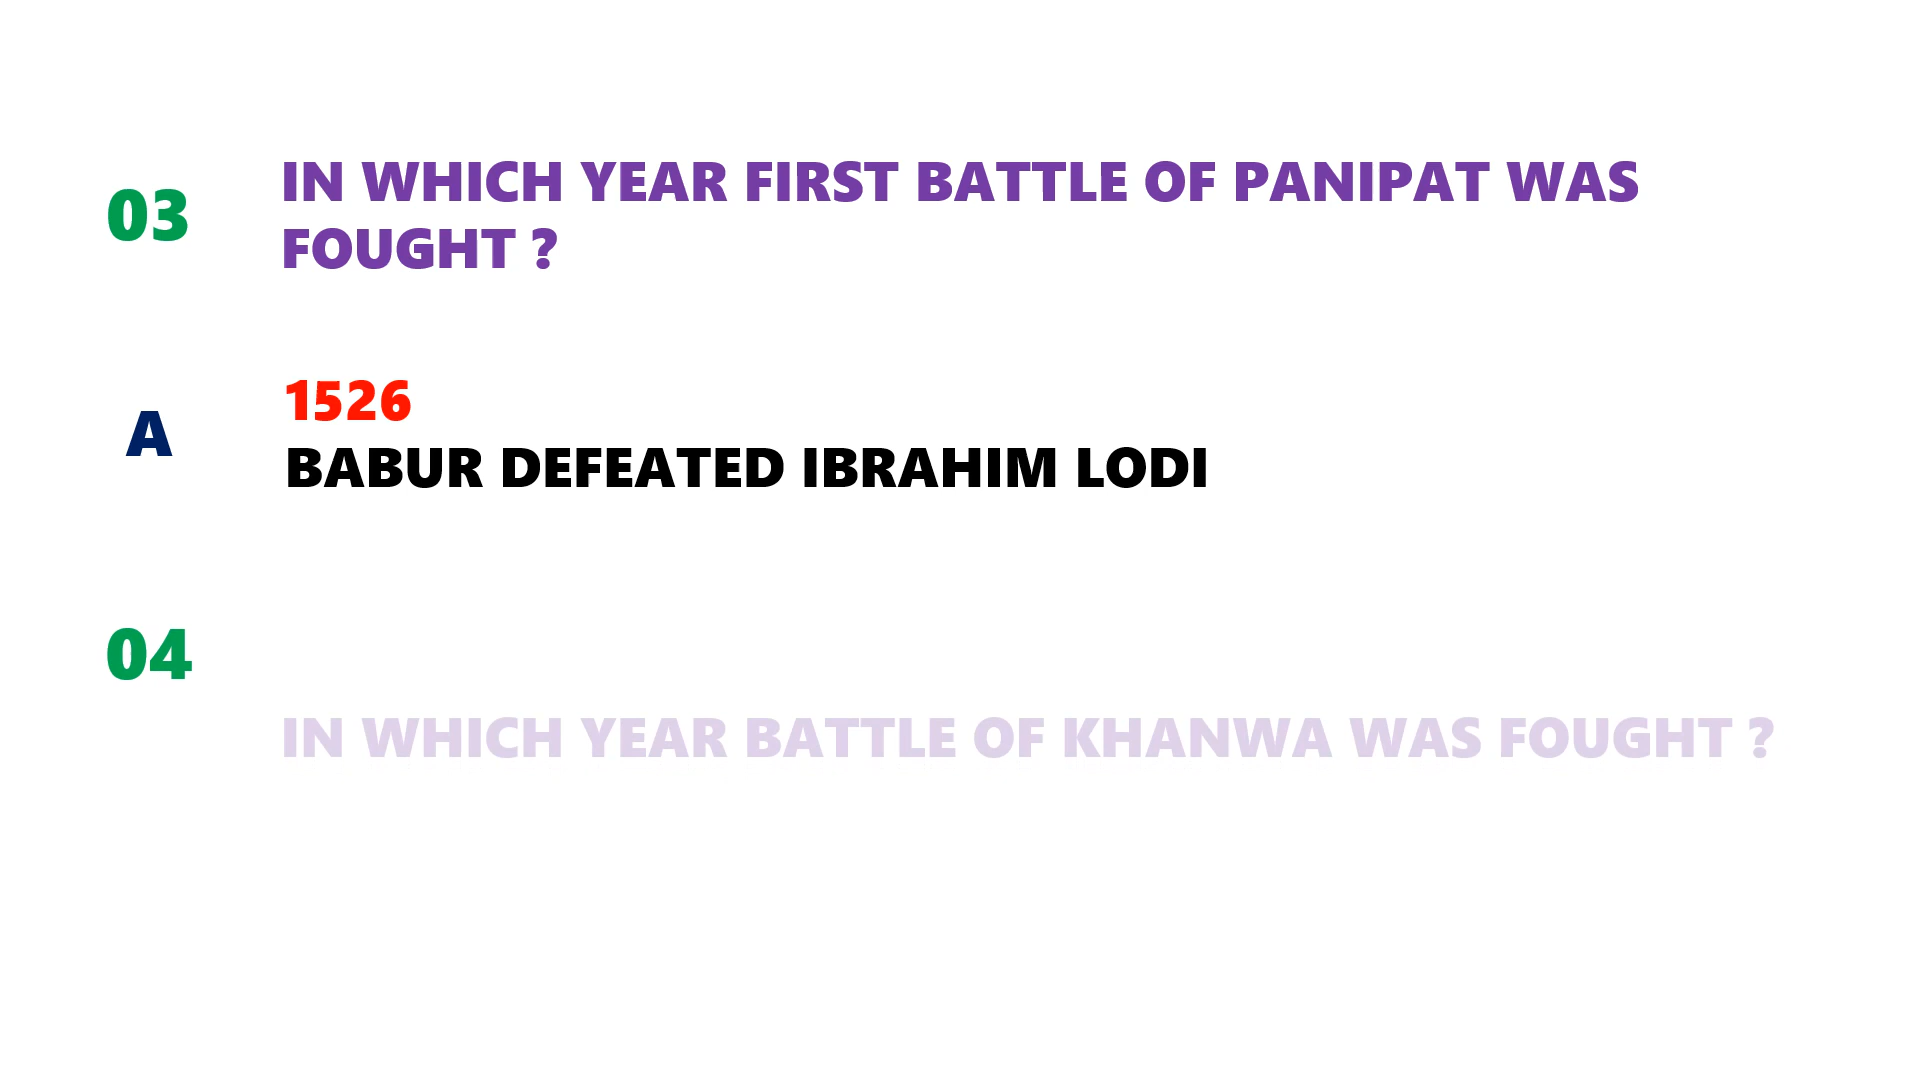 03
IN WHICH YEAR FIRST BATTLE OF PANIPAT WAS
FOUGHT ?
A
1526
BABUR DEFEATED IBRAHIM LODI
04
IN WHICH YEAR BATTLE OF KHANWA WAS FOUGHT ?